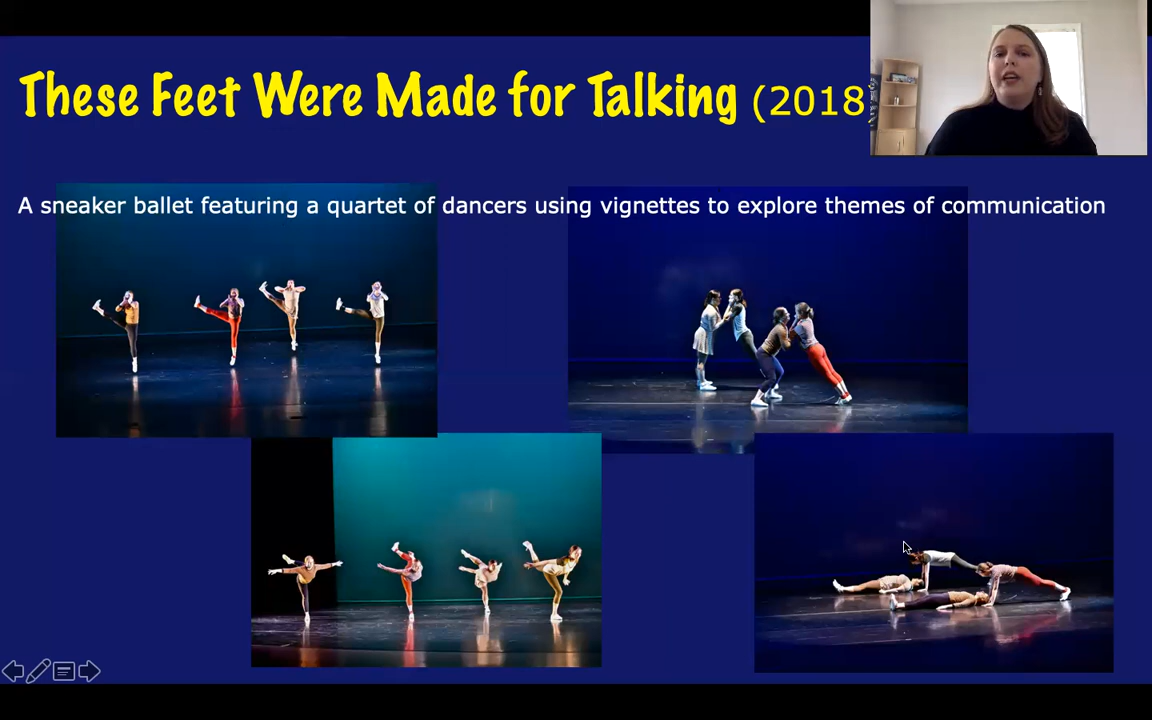 These Feet Were Made for Talking (2018
A sneaker ballet featuring a quartet of dancers using vignettes to explore themes of communication